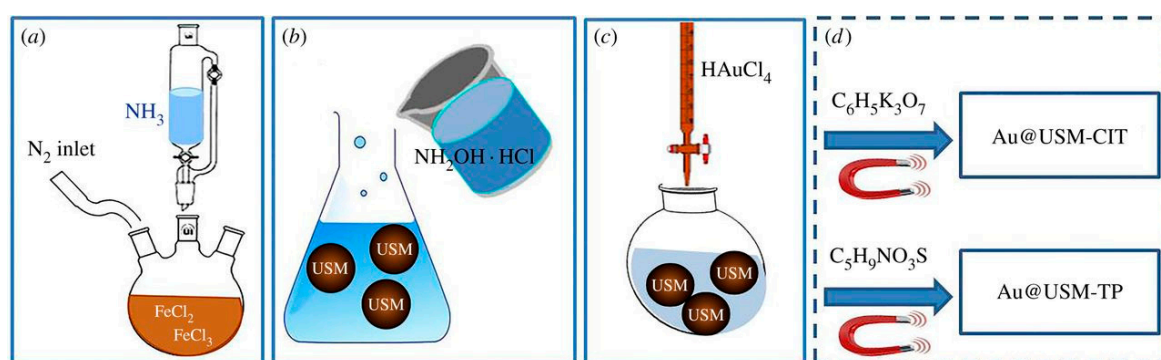 (a)
NH₃
N₂ inlet
FeCl₂
FeCl₃
(b)
NH₂OH · HCl
USM
USM
USM
(c)
HAuCl₄
USM
USM
USM
(d)
C₆H₅K₃O₇
Au@USM-CIT
C₅H₉NO₃S
Au@USM-TP